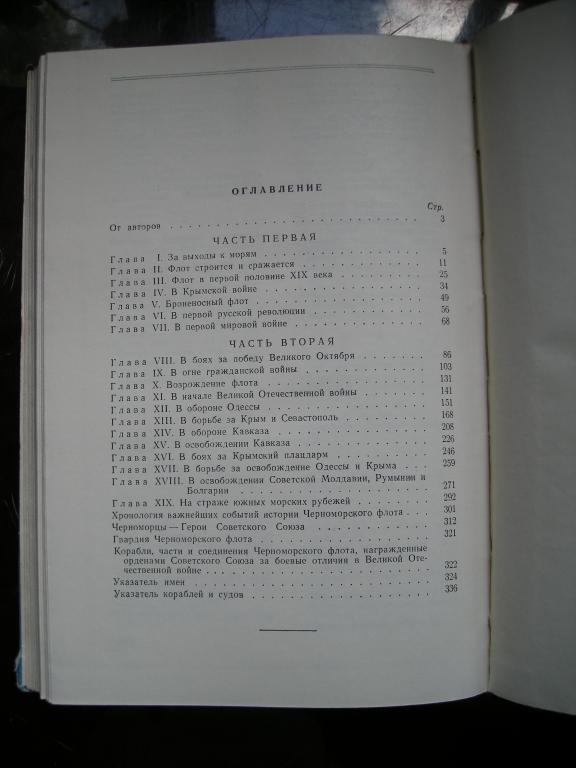 ОГЛАВЛЕНИЕ
Стр.
От авторов . . . . . . . . . . . . . . . . . . . . . . . . . 3
ЧАСТЬ ПЕРВАЯ
Глава I. За выходы к морям . . . . . . . . . . . . . . . . 5
Глава II. Флот строится и сражается . . . . . . . . . . . . 11
Глава III. Флот в первой половине XIX века . . . . . . . . 25
Глава IV. В Крымской войне . . . . . . . . . . . . . . . . 34
Глава V. Броненосный флот . . . . . . . . . . . . . . . . . 49
Глава VI. В первой русской революции . . . . . . . . . . . 56
Глава VII. В первой мировой войне . . . . . . . . . . . . . 68
ЧАСТЬ ВТОРАЯ
Глава VIII. В боях за победу Великого Октября . . . . . . . 86
Глава IX. В огне гражданской войны . . . . . . . . . . . . 103
Глава X. Возрождение флота . . . . . . . . . . . . . . . . 131
Глава XI. В начале Великой Отечественной войны . . . . . . 141
Глава XII. В обороне Одессы . . . . . . . . . . . . . . . . 151
Глава XIII. В борьбе за Крым и Севастополь . . . . . . . . 168
Глава XIV. В обороне Кавказа . . . . . . . . . . . . . . . 208
Глава XV. В освобождении Кавказа . . . . . . . . . . . . . 226
Глава XVI. В боях за Крымский плацдарм . . . . . . . . . . 246
Глава XVII. В борьбе за освобождение Одессы и Крыма . . . . 259
Глава XVIII. В освобождении Советской Молдавии, Румынии и
Болгарии . . . . . . . . . . . . . . . . . . . . 271
Глава XIX. На страже южных морских рубежей . . . . . . . . 292
Хронология важнейших событий истории Черноморского флота . . . 301
Черноморцы — Герои Советского Союза . . . . . . . . . . . . 312
Гвардия Черноморского флота . . . . . . . . . . . . . . . . 321
Корабли, части и соединения Черноморского флота, награжденные
орденами Советского Союза за боевые отличия в Великой Оте-
чественной войне . . . . . . . . . . . . . . . . . . . . 322
Указатель имен . . . . . . . . . . . . . . . . . . . . . . 324
Указатель кораблей и судов . . . . . . . . . . . . . . . . 336